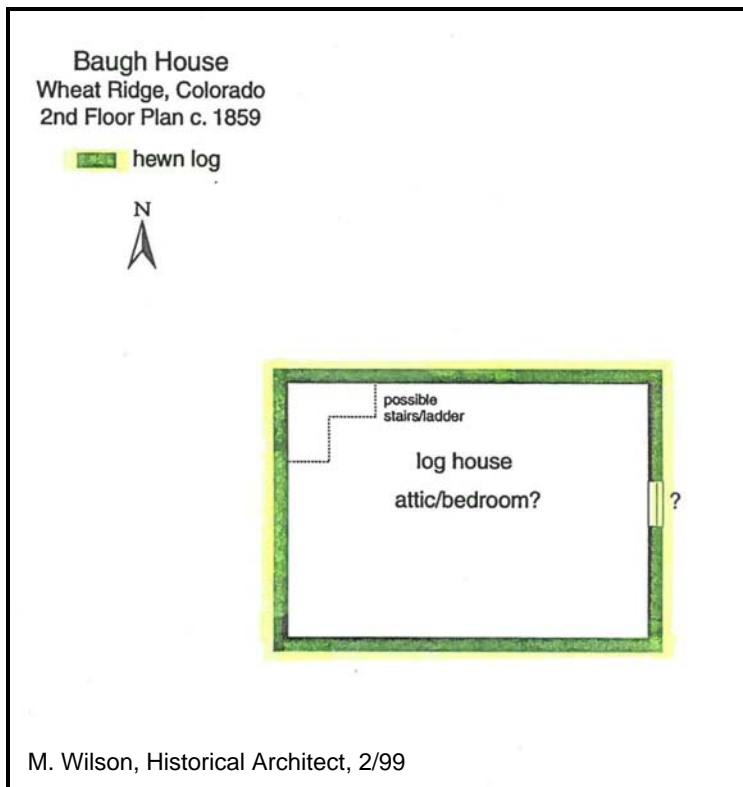 Baugh House
Wheat Ridge, Colorado
2nd Floor Plan c. 1859
hewn log
N
possible
stairs/ladder
log house
attic/bedroom?
?
M. Wilson, Historical Architect, 2/99